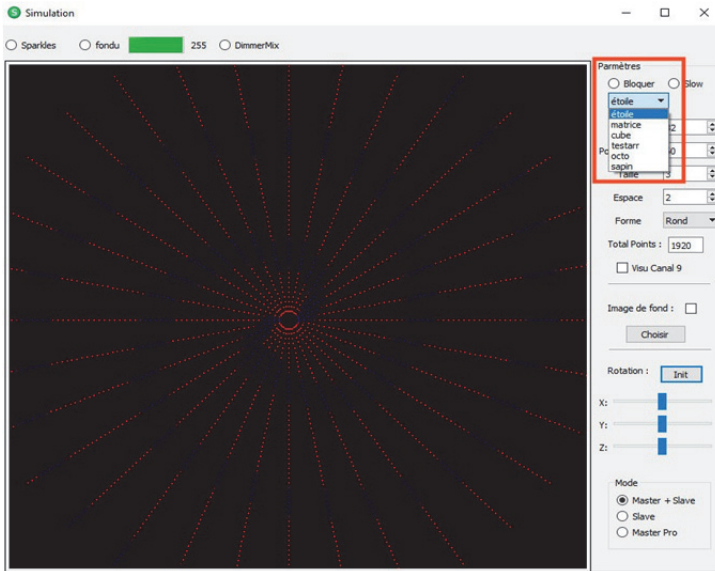 Simulation
Sparkles fondu 255 DimmerMix
Parmètres
Bloquer Slow
étoile
étoile
matrice
cube
testarr
octo
sapin
Taille 3
Espace 2
Forme Rond
Total Points : 1920
Visu Canal 9
Image de fond :
Choisir
Rotation : Init
X:
Y:
Z:
Mode
Master + Slave
Slave
Master Pro